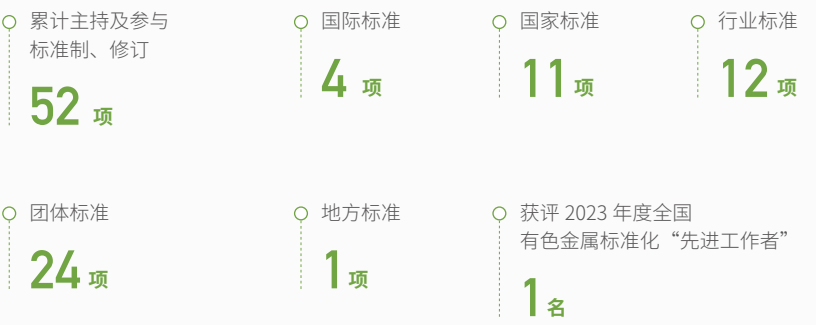 累计主持及参与
标准制、修订
52 项
国际标准
4 项
国家标准
11 项
行业标准
12 项
团体标准
24 项
地方标准
1 项
获评 2023 年度全国
有色金属标准化“先进工作者”
1 名